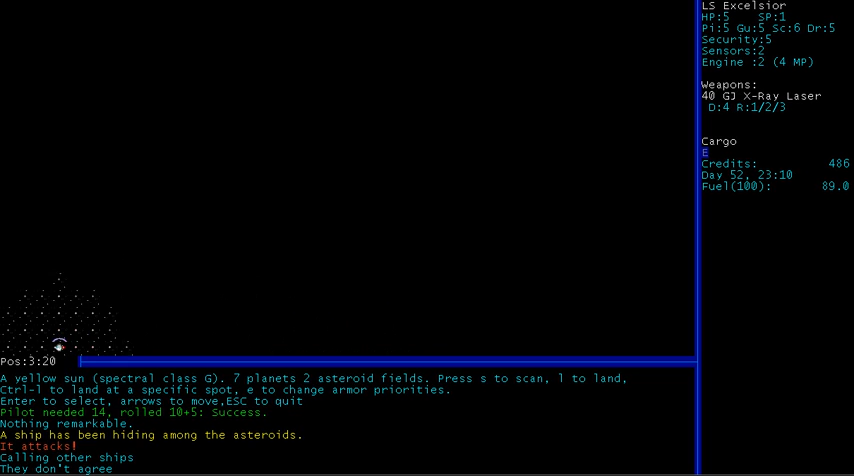 LS Excelsior
HP:5 SP:1
Pi:5 Gu:5 Sc:6 Dr:5
Security:5
Sensors:2
Engine :2 (4 MP)
Weapons:
40 GJ X-Ray Laser
D:4 R:1/2/3
Cargo
E
Credits: 486
Day 52, 23:10
Fuel(100): 89.0
Pos:3:20
A yellow sun (spectral class G). 7 planets 2 asteroid fields. Press s to scan, l to land,
Ctrl-l to land at a specific spot, e to change armor priorities.
Enter to select, arrows to move,ESC to quit
Pilot needed 14, rolled 10+5: Success.
Nothing remarkable.
A ship has been hiding among the asteroids.
It attacks!
Calling other ships
They don't agree